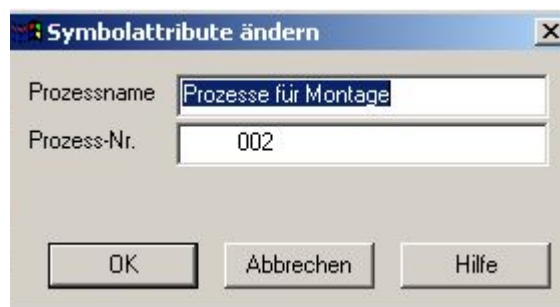 Symbolattribute ändern
Prozessname Prozesse für Montage
Prozess-Nr. 002
OK Abbrechen Hilfe